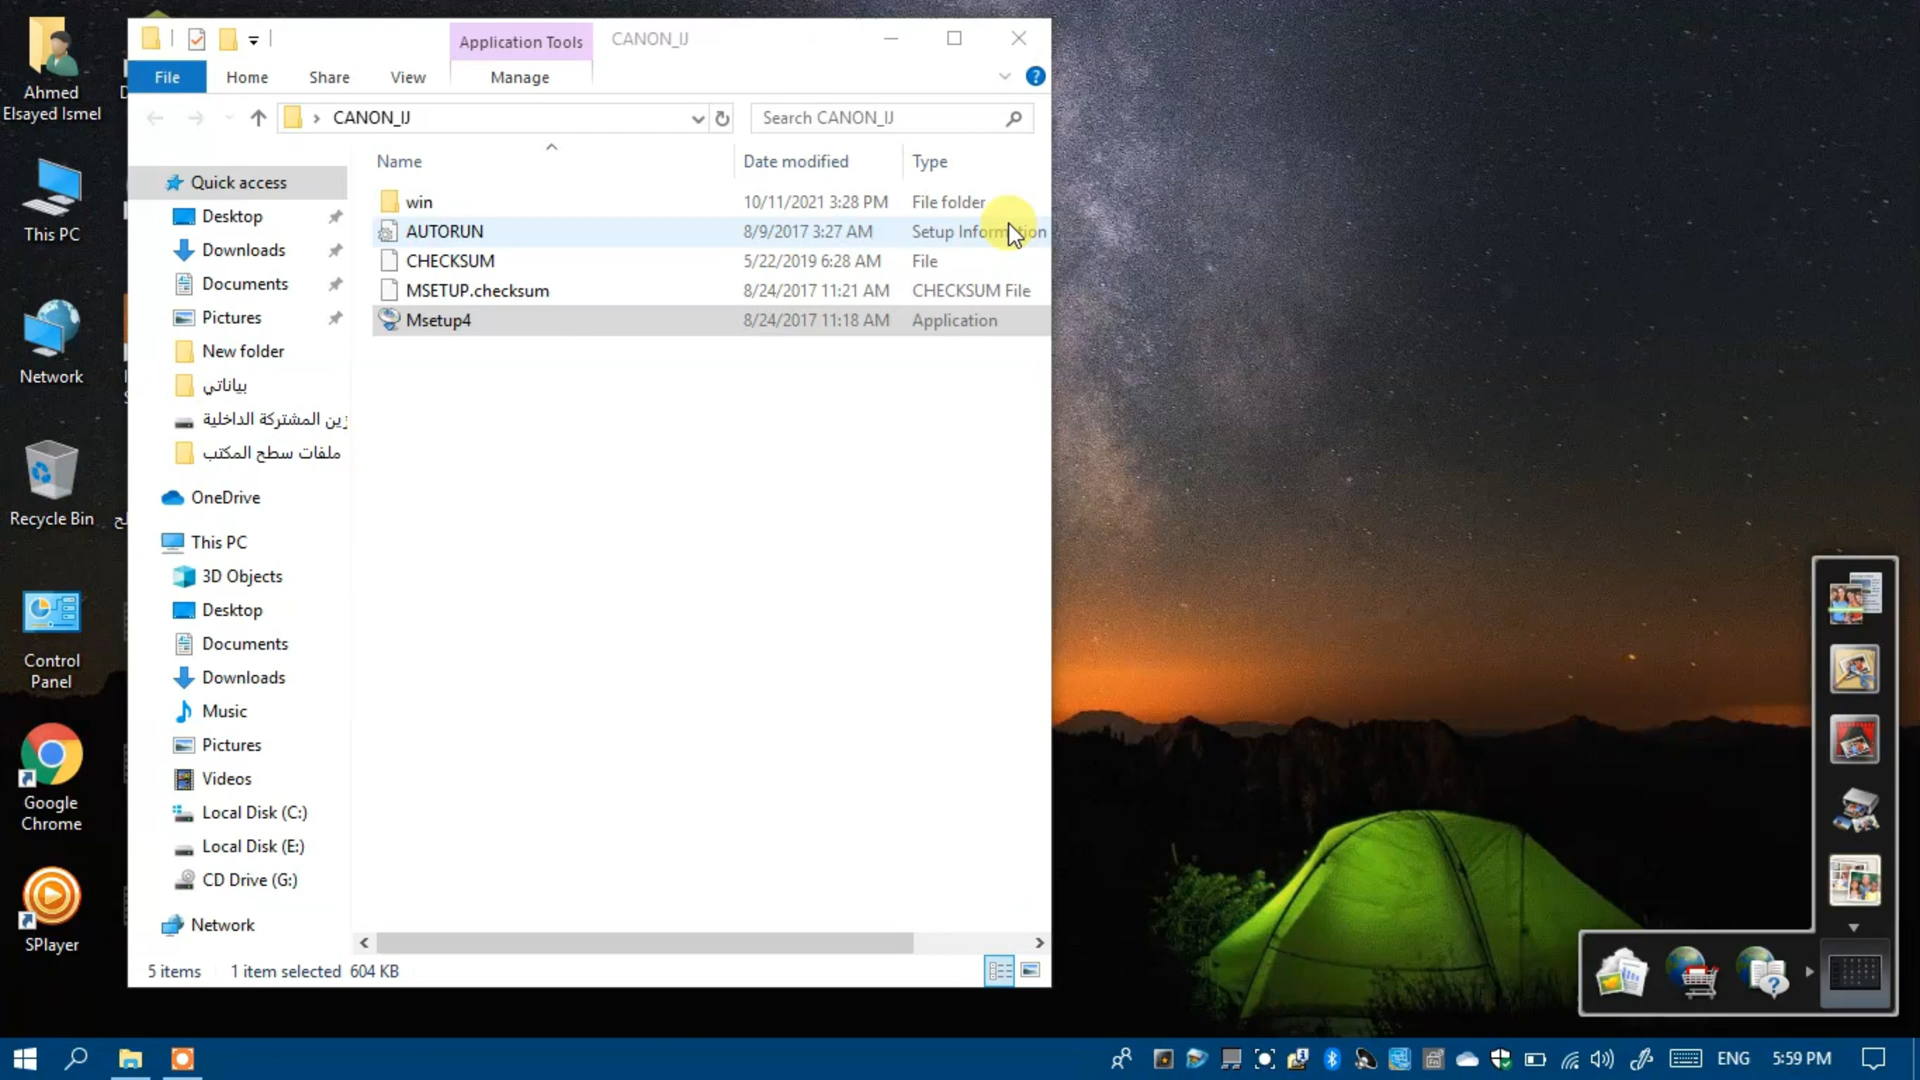 Ahmed
Elsayed Ismel
This PC
Network
Recycle Bin
Control
Panel
Google
Chrome
SPlayer
Application Tools
CANON_IJ
File
Home
Share
View
Manage
CANON_IJ
Search CANON_IJ
Name
Date modified
Type
win
10/11/2021 3:28 PM
File folder
AUTORUN
8/9/2017 3:27 AM
Setup Information
CHECKSUM
5/22/2019 6:28 AM
File
MSETUP.checksum
8/24/2017 11:21 AM
CHECKSUM File
Msetup4
8/24/2017 11:18 AM
Application
Quick access
Desktop
Downloads
Documents
Pictures
New folder
بياناتي
زين المشتركة الداخلية
ملفات سطح المكتب
OneDrive
This PC
3D Objects
Desktop
Documents
Downloads
Music
Pictures
Videos
Local Disk (C:)
Local Disk (E:)
CD Drive (G:)
Network
5 items
1 item selected 604 KB
ENG
5:59 PM